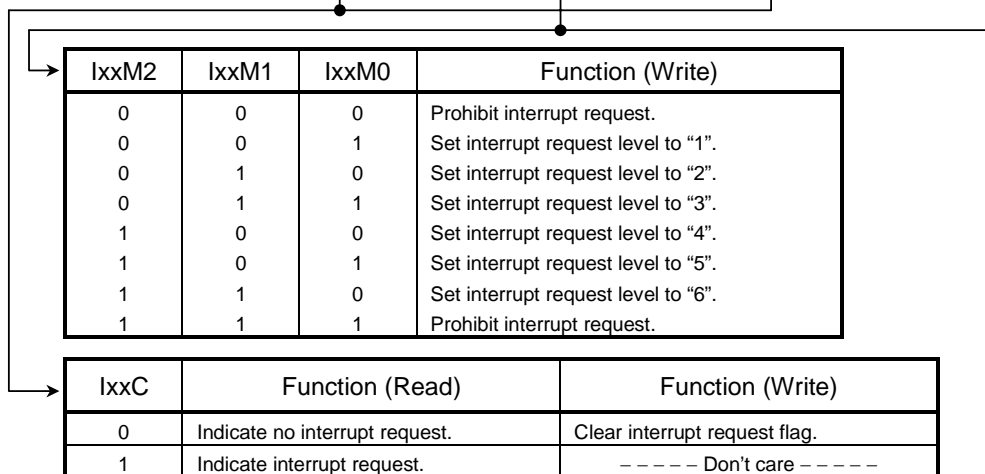 IxxM2 IxxM1 IxxM0 Function (Write)
0 0 0 Prohibit interrupt request.
0 0 1 Set interrupt request level to “1”.
0 1 0 Set interrupt request level to “2”.
0 1 1 Set interrupt request level to “3”.
1 0 0 Set interrupt request level to “4”.
1 0 1 Set interrupt request level to “5”.
1 1 0 Set interrupt request level to “6”.
1 1 1 Prohibit interrupt request.
IxxC Function (Read) Function (Write)
0 Indicate no interrupt request. Clear interrupt request flag.
1 Indicate interrupt request. – – – – – Don't care – – – – –